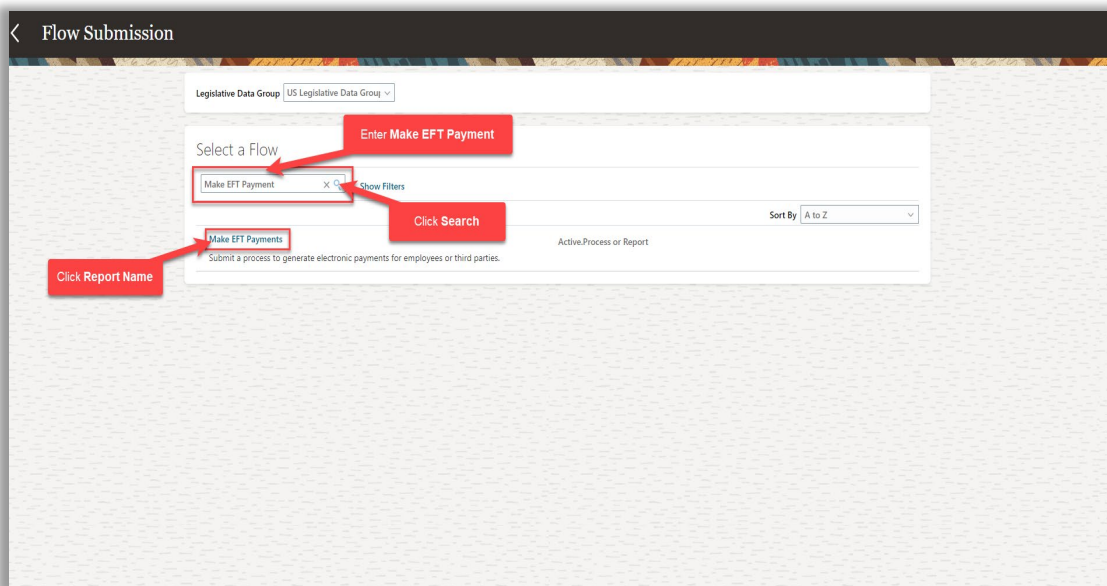 Flow Submission
Legislative Data Group US Legislative Data Grou
Enter Make EFT Payment
Select a Flow
Make EFT Payment
Show Filters
Click Search
Sort By A to Z
Make EFT Payments
Active.Process or Report
Submit a process to generate electronic payments for employees or third parties.
Click Report Name